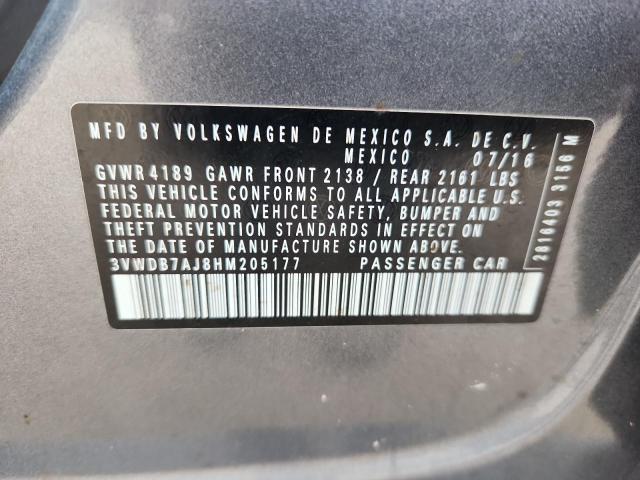 MFD BY VOLKSWAGEN DE MEXICO S.A. DE C.V.
MEXICO 07/16
GVWR 4189 GAWR FRONT 2138 / REAR 2161 LBS
THIS VEHICLE CONFORMS TO ALL APPLICABLE U.S.
FEDERAL MOTOR VEHICLE SAFETY, BUMPER AND
THEFT PREVENTION STANDARDS IN EFFECT ON
THE DATE OF MANUFACTURE SHOWN ABOVE.
3VWDB7AJ8HM205177 PASSENGER CAR
2616403 3156 M